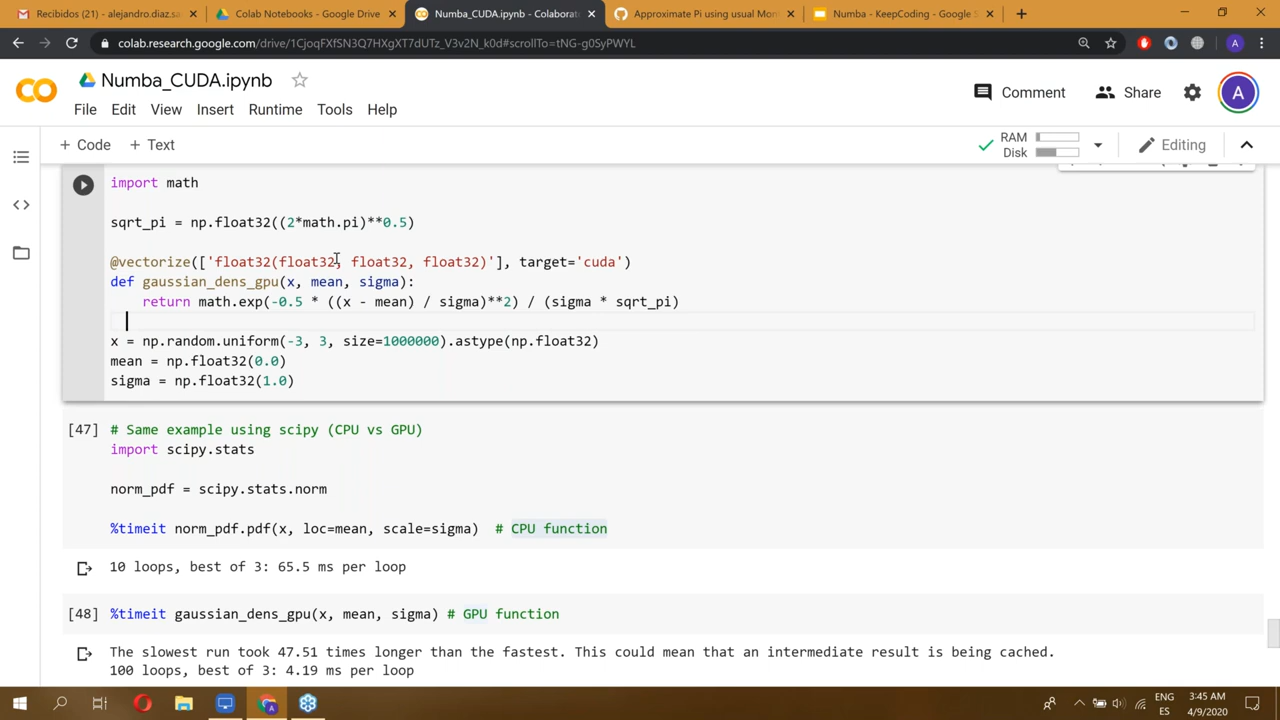 Recibidos (21) - alejandro.diaz.sa
Colab Notebooks - Google Drive
Numba_CUDA.ipynb - Colaborat
Approximate Pi using usual Mon
Numba - KeepCoding - Google S
colab.research.google.com/drive/1CjoqFXfSN3Q7HXgXT7dUTz_V3v2N_k0d#scrollTo=tNG-g0SyPWYL
A
Numba_CUDA.ipynb
Comment
Share
A
File Edit View Insert Runtime Tools Help
+ Code + Text
RAM
Disk
Editing
import math
sqrt_pi = np.float32((2*math.pi)**0.5)
@vectorize(['float32(float32, float32, float32)'], target='cuda')
def gaussian_dens_gpu(x, mean, sigma):
return math.exp(-0.5 * ((x - mean) / sigma)**2) / (sigma * sqrt_pi)
x = np.random.uniform(-3, 3, size=1000000).astype(np.float32)
mean = np.float32(0.0)
sigma = np.float32(1.0)
[47] # Same example using scipy (CPU vs GPU)
import scipy.stats
norm_pdf = scipy.stats.norm
%timeit norm_pdf.pdf(x, loc=mean, scale=sigma) # CPU function
10 loops, best of 3: 65.5 ms per loop
[48] %timeit gaussian_dens_gpu(x, mean, sigma) # GPU function
The slowest run took 47.51 times longer than the fastest. This could mean that an intermediate result is being cached.
100 loops, best of 3: 4.19 ms per loop
ENG
ES
3:45 AM
4/9/2020